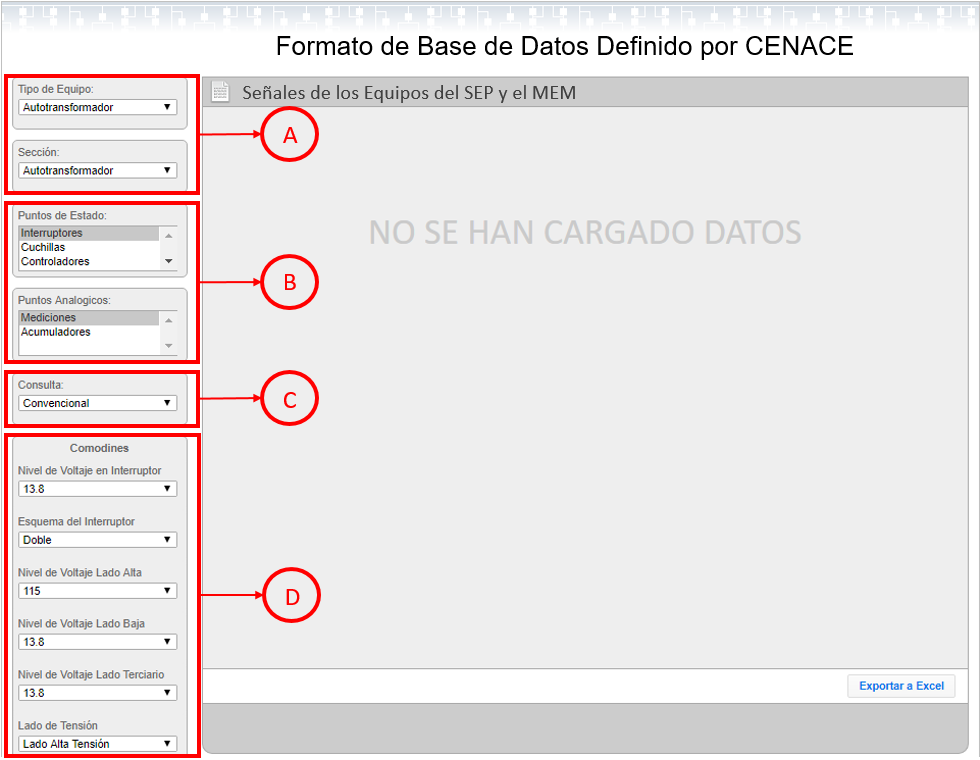 Formato de Base de Datos Definido por CENACE
Tipo de Equipo:
Autotransformador
Sección:
Autotransformador
Puntos de Estado:
Interruptores
Cuchillas
Controladores
Puntos Analogicos:
Mediciones
Acumuladores
Consulta:
Convencional
Comodines
Nivel de Voltaje en Interruptor
13.8
Esquema del Interruptor
Doble
Nivel de Voltaje Lado Alta
115
Nivel de Voltaje Lado Baja
13.8
Nivel de Voltaje Lado Terciario
13.8
Lado de Tensión
Lado Alta Tensión
Señales de los Equipos del SEP y el MEM
A
NO SE HAN CARGADO DATOS
B
C
D
Exportar a Excel